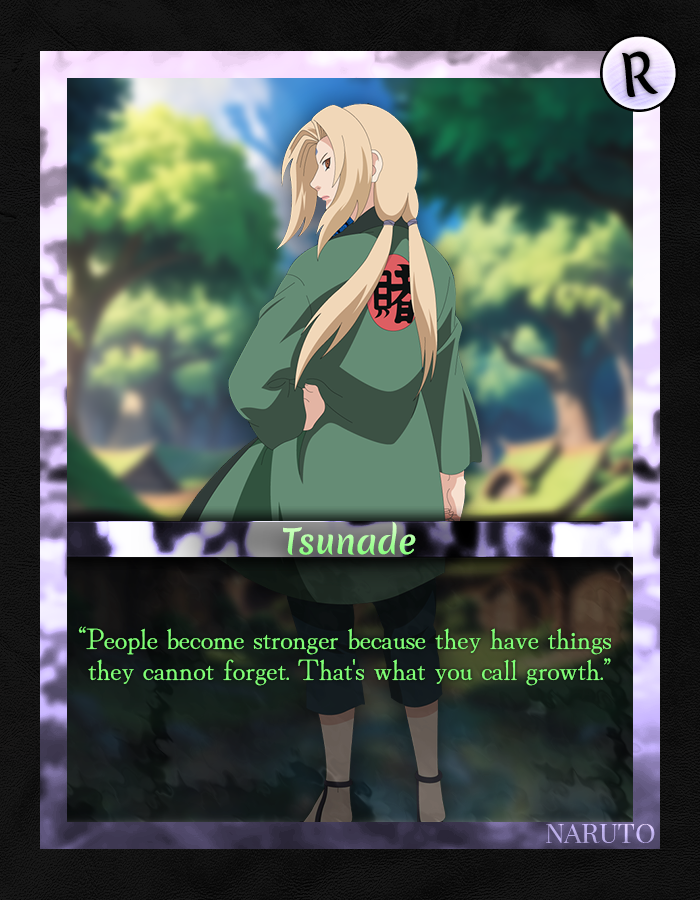 R
賭
Tsunade
“People become stronger because they have things
they cannot forget. That's what you call growth.”
NARUTO